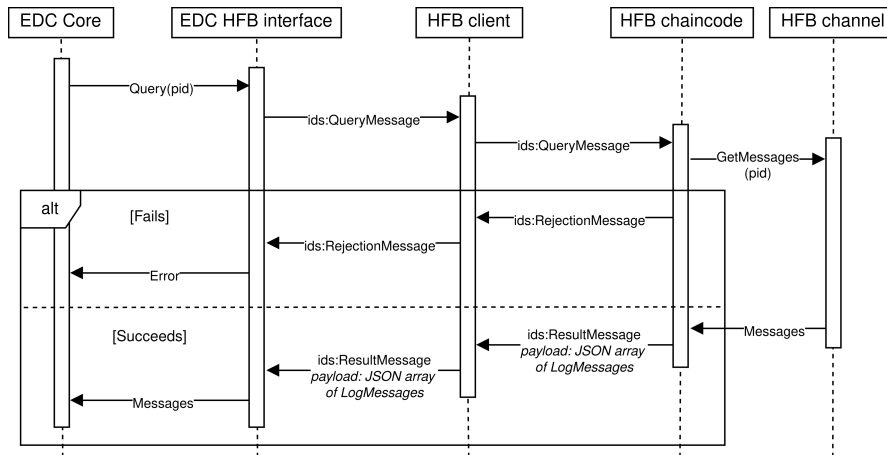 EDC Core
EDC HFB interface
HFB client
HFB chaincode
HFB channel
Query(pid)
ids:QueryMessage
ids:QueryMessage
GetMessages
(pid)
alt
[Fails]
ids:RejectionMessage
ids:RejectionMessage
Error
[Succeeds]
Messages
ids:ResultMessage
payload: JSON array
of LogMessages
ids:ResultMessage
payload: JSON array
of LogMessages
Messages